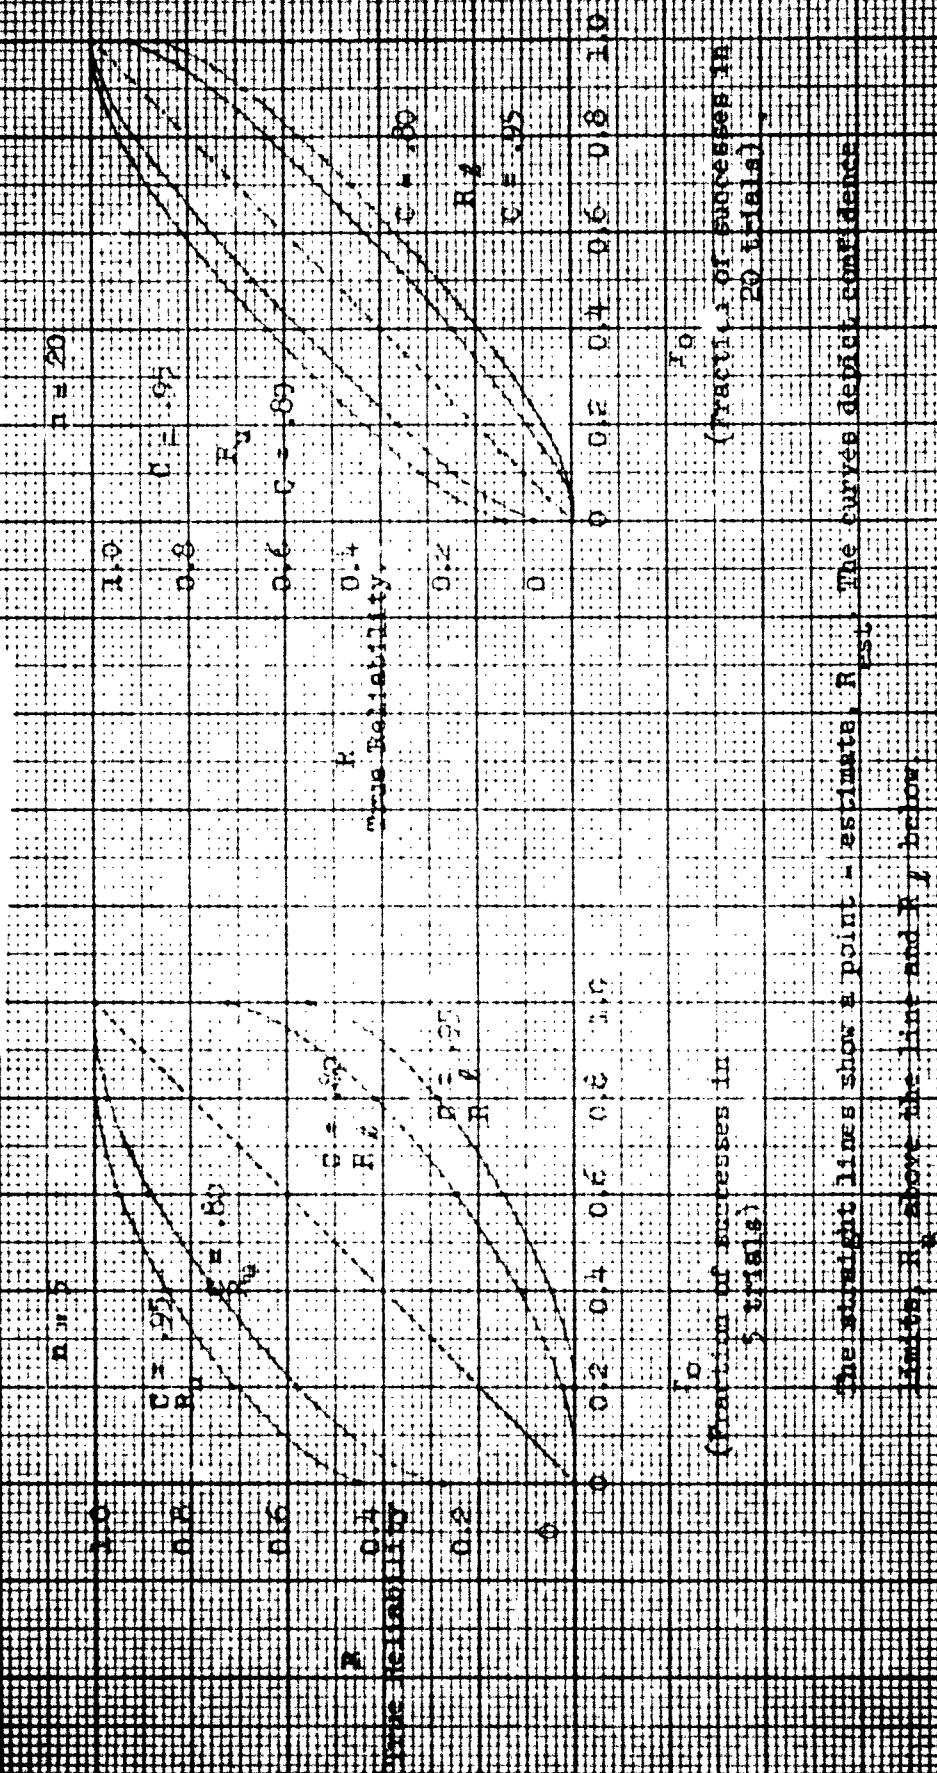 n = 5
C = .95
R u
C = .80
R u
C = .80
R ℓ
R ℓ
1.0
0.8
0.6
0.4
0.2
0
R
True Reliability
0 0.2 0.4 0.6 0.8 1.0
r o
(Fraction of successes in
5 trials)
n = 20
R u
C = .80
C = .80
R ℓ
C = .95
1.0
0.8
0.6
0.4
0.2
0
R
True Reliability.
0 0.2 0.4 0.6 0.8 1.0
r o
(Fraction of successes in
20 trials)
The straight lines show a point - estimate, R est. The curves depict confidence
limits, R u above the line and R ℓ below.